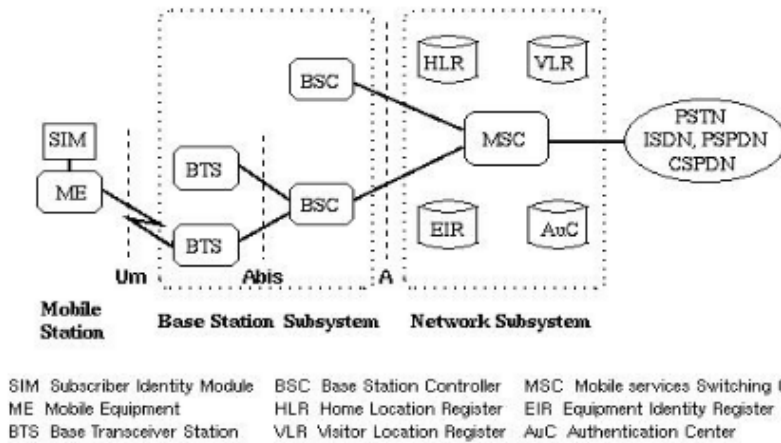 HLR
VLR
BSC
PSTN
ISDN, PSPDN
CSPDN
SIM
MSC
BTS
ME
BSC
BTS
EIR
AuC
Um
Abis
A
Mobile
Station
Base Station Subsystem
Network Subsystem
SIM Subscriber Identity Module BSC Base Station Controller MSC Mobile services Switching
ME Mobile Equipment HLR Home Location Register EIR Equipment Identity Register
BTS Base Transceiver Station VLR Visitor Location Register AuC Authentication Center